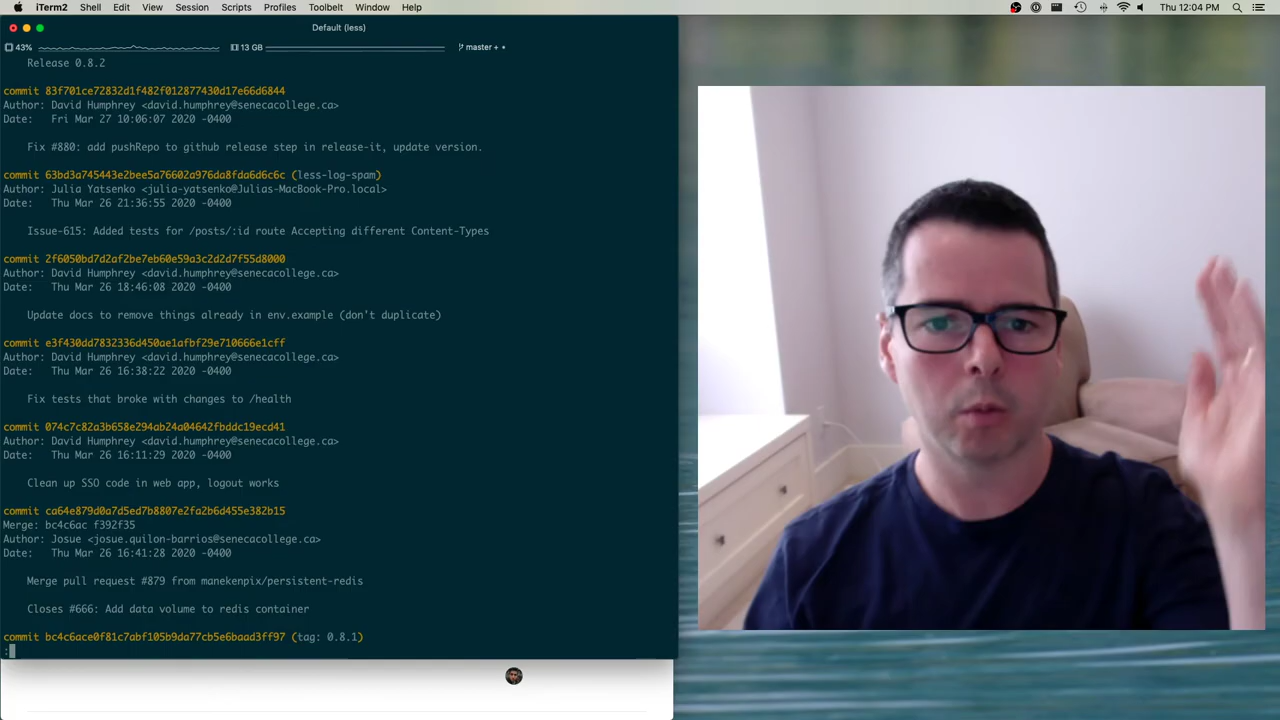 iTerm2 Shell Edit View Session Scripts Profiles Toolbelt Window Help Thu 12:04 PM
Default (less)
43% 13 GB master + •
Release 0.8.2
commit 83f701ce72832d1f482f012877430d17e66d6844
Author: David Humphrey <david.humphrey@senecacollege.ca>
Date: Fri Mar 27 10:06:07 2020 -0400
Fix #880: add pushRepo to github release step in release-it, update version.
commit 63bd3a745443e2bee5a76602a976da8fda6d6c6c (less-log-spam)
Author: Julia Yatsenko <julia-yatsenko@Julias-MacBook-Pro.local>
Date: Thu Mar 26 21:36:55 2020 -0400
Issue-615: Added tests for /posts/:id route Accepting different Content-Types
commit 2f6050bd7d2af2be7eb60e59a3c2d2d7f55d8000
Author: David Humphrey <david.humphrey@senecacollege.ca>
Date: Thu Mar 26 18:46:08 2020 -0400
Update docs to remove things already in env.example (don't duplicate)
commit e3f430dd7832336d450ae1afbf29e710666e1cff
Author: David Humphrey <david.humphrey@senecacollege.ca>
Date: Thu Mar 26 16:38:22 2020 -0400
Fix tests that broke with changes to /health
commit 074c7c82a3b658e294ab24a04642fbddc19ecd41
Author: David Humphrey <david.humphrey@senecacollege.ca>
Date: Thu Mar 26 16:11:29 2020 -0400
Clean up SSO code in web app, logout works
commit ca64e879d0a7d5ed7b8807e2fa2b6d455e382b15
Merge: bc4c6ac f392f35
Author: Josue <josue.quilon-barrios@senecacollege.ca>
Date: Thu Mar 26 16:41:28 2020 -0400
Merge pull request #879 from manekenpix/persistent-redis
Closes #666: Add data volume to redis container
commit bc4c6ace0f81c7abf105b9da77cb5e6baad3ff97 (tag: 0.8.1)
: